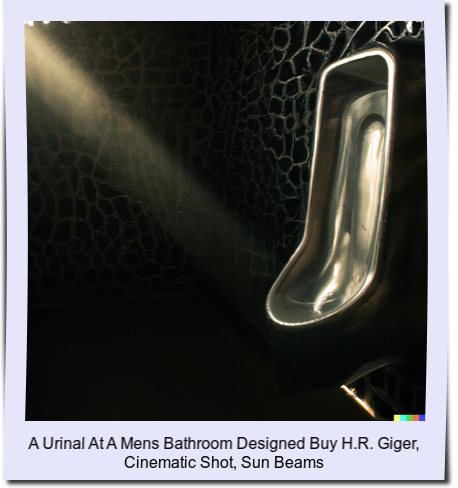 A Urinal At A Mens Bathroom Designed Buy H.R. Giger,
Cinematic Shot, Sun Beams